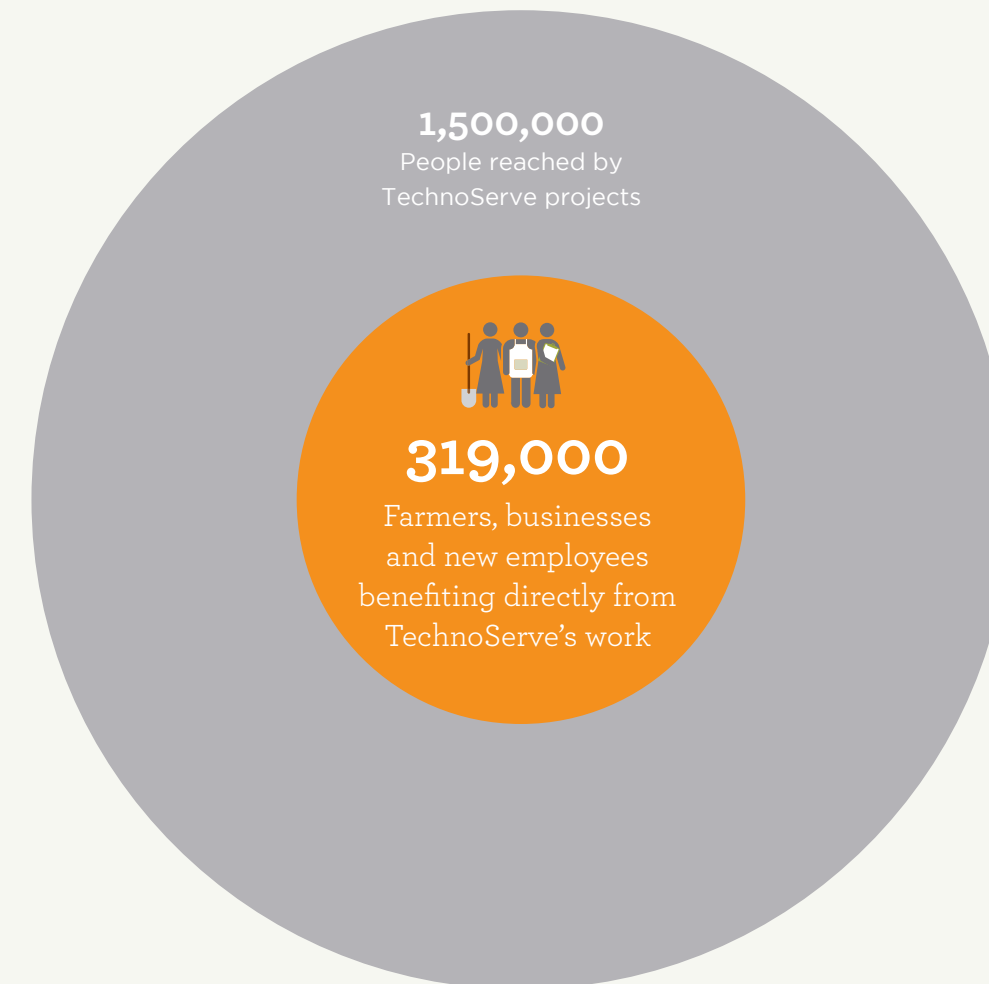 1,500,000
People reached by
TechnoServe projects
319,000
Farmers, businesses
and new employees
benefiting directly from
TechnoServe’s work